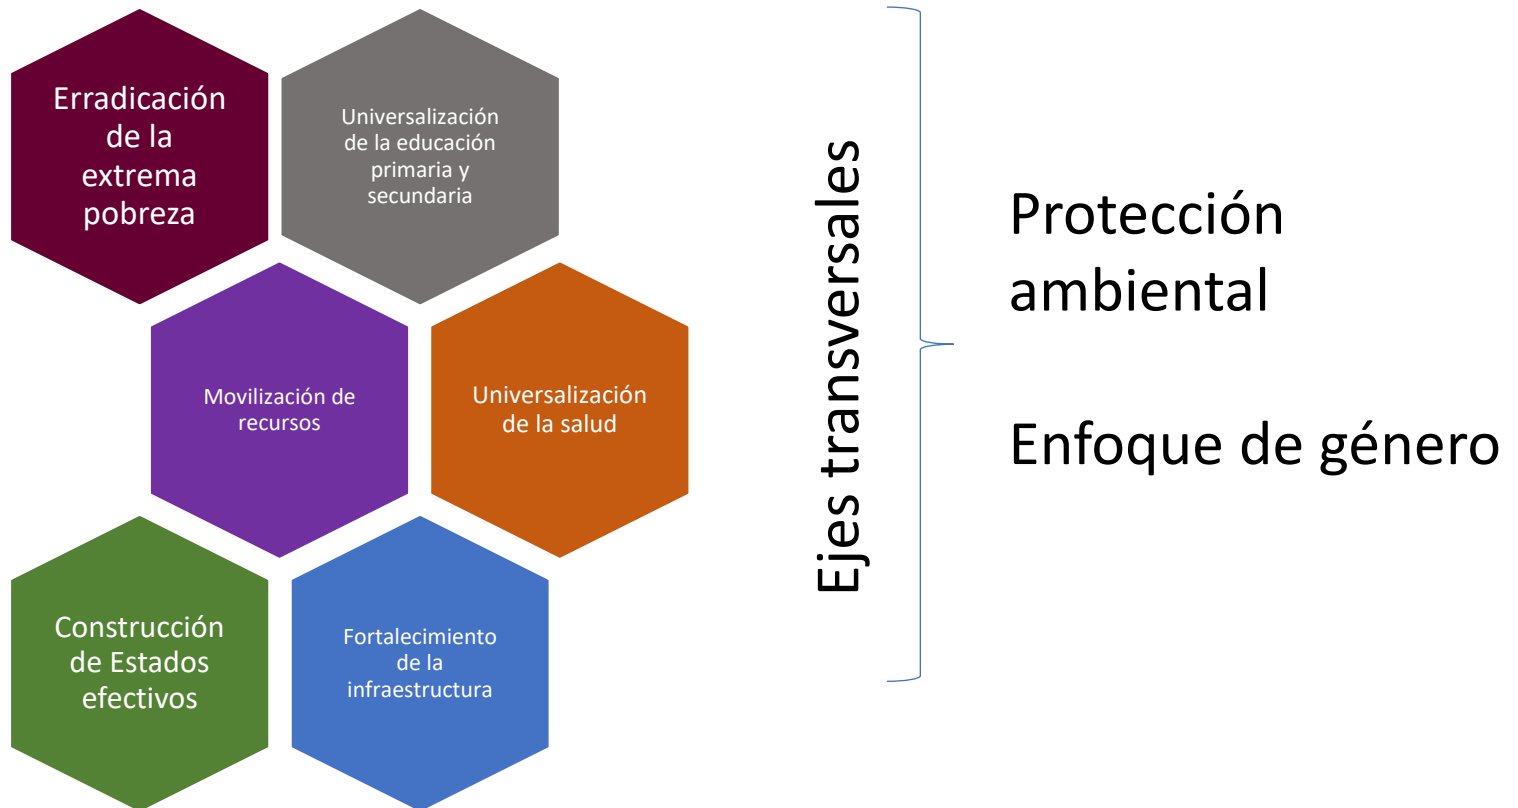 Erradicación
de la
extrema
pobreza
Universalización
de la educación
primaria y
secundaria
Movilización de
recursos
Universalización
de la salud
Construcción
de Estados
efectivos
Fortalecimiento
de la
infraestructura
Ejes transversales
Protección
ambiental
Enfoque de género